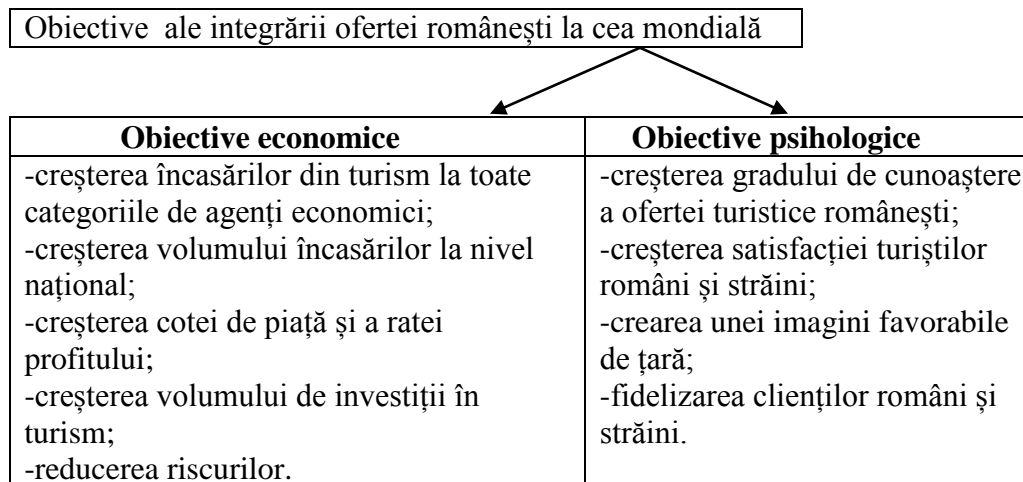 Obiective  ale integrării ofertei românești la cea mondială
Obiective economice
-creșterea încasărilor din turism la toate
categoriile de agenți economici;
-creșterea volumului încasărilor la nivel
național;
-creșterea cotei de piață și a ratei
profitului;
-creșterea volumului de investiții în
turism;
-reducerea riscurilor.
Obiective psihologice
-creșterea gradului de cunoaștere
a ofertei turistice românești;
-creșterea satisfacției turiștilor
români și străini;
-crearea unei imagini favorabile
de țară;
-fidelizarea clienților români și
străini.